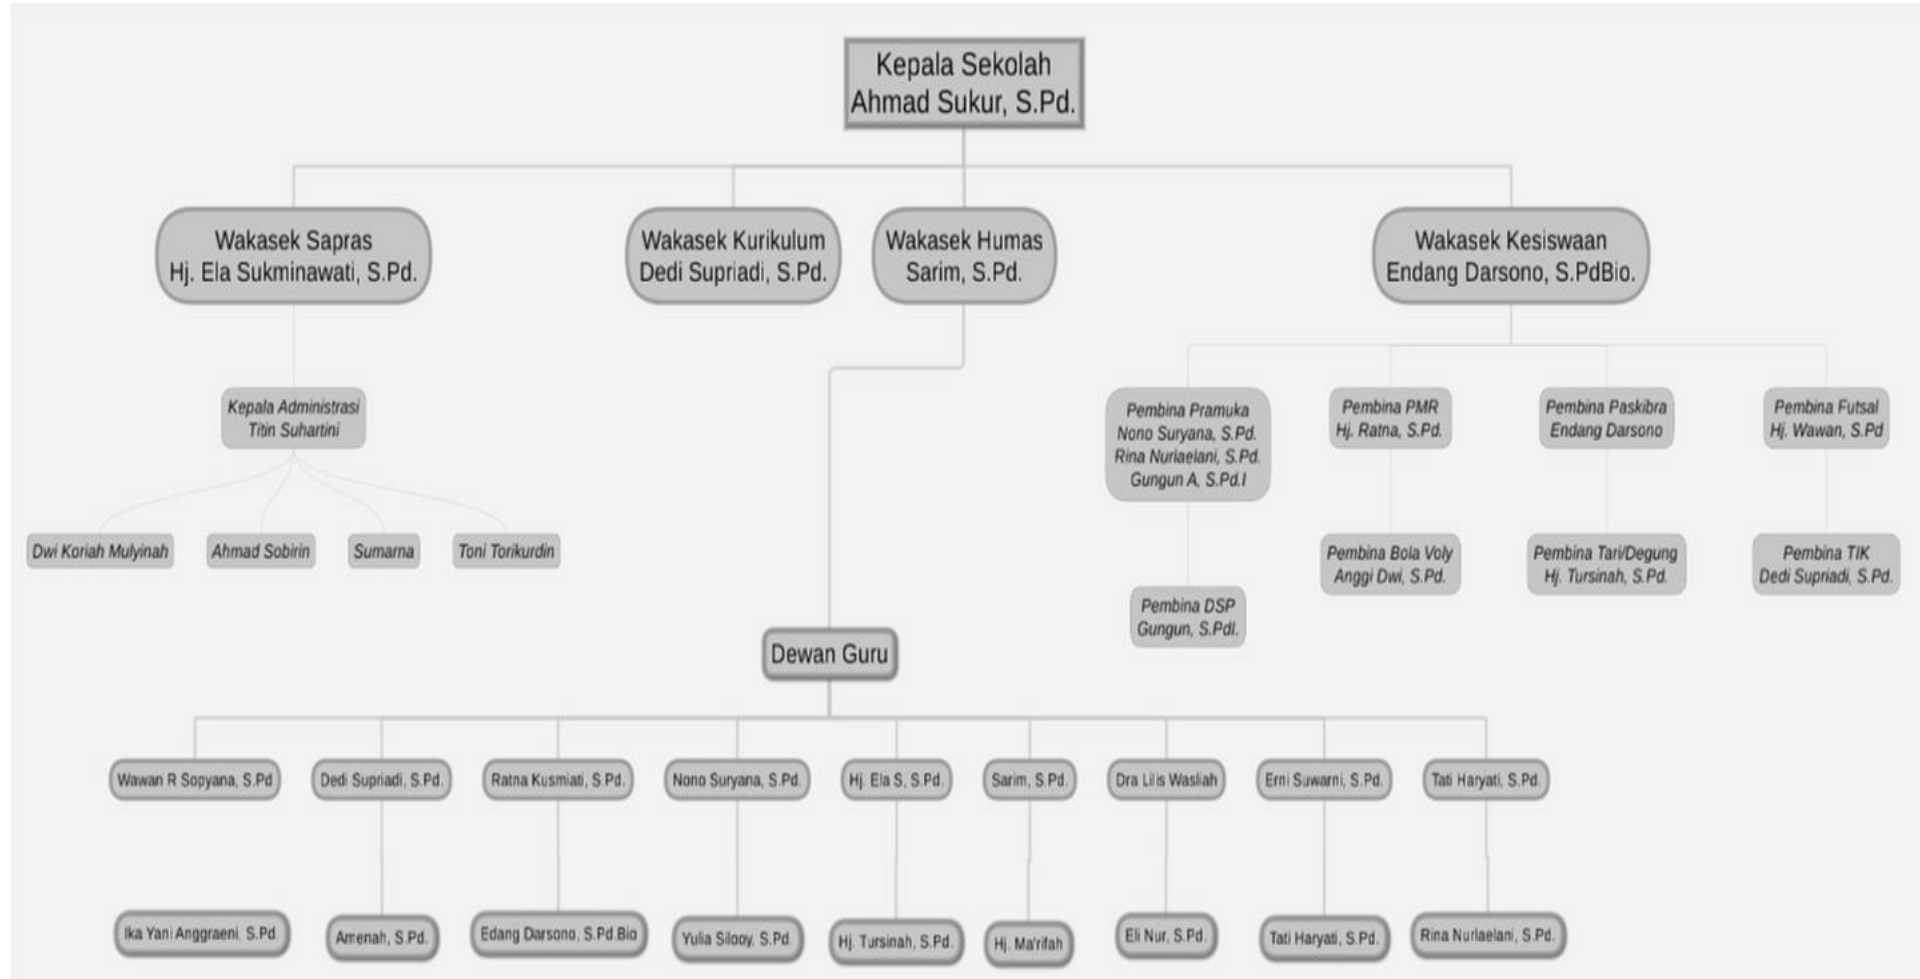 Kepala Sekolah
Ahmad Sukur, S.Pd.
Wakasek Sapras
Hj. Ela Sukminawati, S.Pd.
Wakasek Kurikulum
Dedi Supriadi, S.Pd.
Wakasek Humas
Sarim, S.Pd.
Wakasek Kesiswaan
Endang Darsono, S.PdBio.
Kepala Administrasi
Titin Suhartini
Pembina Pramuka
Nono Suryana, S.Pd.
Rina Nurlaelani, S.Pd.
Gungun A, S.Pd.I
Pembina PMR
Hj. Ratna, S.Pd.
Pembina Paskibra
Endang Darsono
Pembina Futsal
Hj. Wawan, S.Pd
Dwi Koriah Mulyinah
Ahmad Sobirin
Sumarna
Toni Torikurdin
Pembina Bola Voly
Anggi Dwi, S.Pd.
Pembina Tari/Degung
Hj. Tursinah, S.Pd.
Pembina TIK
Dedi Supriadi, S.Pd.
Pembina DSP
Gungun, S.PdI.
Dewan Guru
Wawan R Sopyana, S.Pd
Dedi Supriadi, S.Pd.
Ratna Kusmiati, S.Pd.
Nono Suryana, S.Pd.
Hj. Ela S, S.Pd.
Sarim, S.Pd.
Dra Lilis Wasliah
Erni Suwarni, S.Pd.
Tati Haryati, S.Pd.
Ika Yani Anggraeni, S.Pd
Amenah, S.Pd.
Edang Darsono, S.Pd.Bio
Yulia Silooy, S.Pd.
Hj. Tursinah, S.Pd.
Hj. Ma'rifah
Eli Nur, S.Pd.
Tati Haryati, S.Pd.
Rina Nurlaelani, S.Pd.